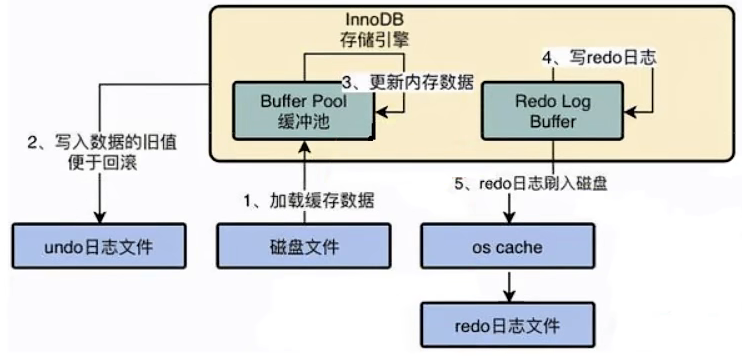 InnoDB
存储引擎
4、写redo日志
3、更新内存数据
Buffer Pool
缓冲池
Redo Log
Buffer
2、写入数据的旧值
便于回滚
1、加载缓存数据
5、redo日志刷入磁盘
undo日志文件
磁盘文件
os cache
redo日志文件